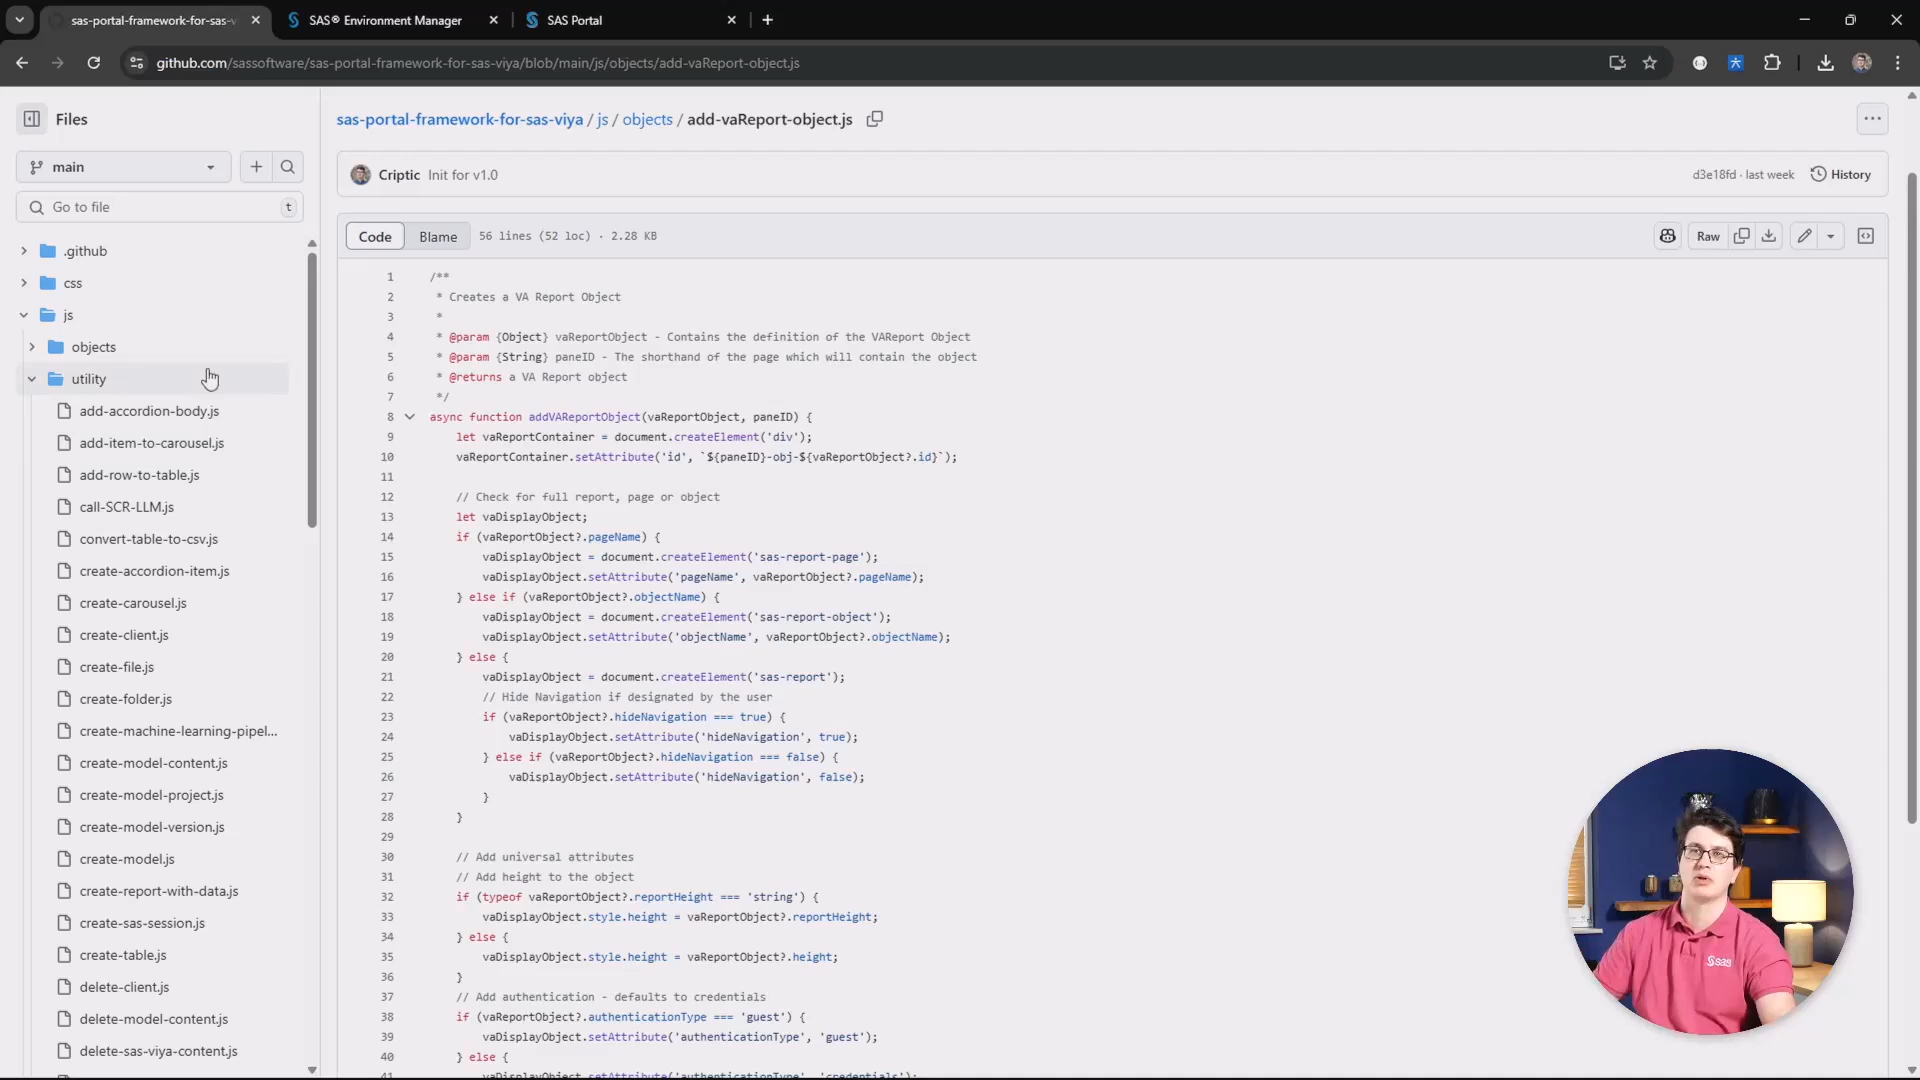 sas-portal-framework-for-sas-v
SAS® Environment Manager
SAS Portal
github.com/sassoftware/sas-portal-framework-for-sas-viya/blob/main/js/objects/add-vaReport-object.js
Files
main
Go to file
t
.github
css
js
objects
utility
add-accordion-body.js
add-item-to-carousel.js
add-row-to-table.js
call-SCR-LLM.js
convert-table-to-csv.js
create-accordion-item.js
create-carousel.js
create-client.js
create-file.js
create-folder.js
create-machine-learning-pipel...
create-model-content.js
create-model-project.js
create-model-version.js
create-model.js
create-report-with-data.js
create-sas-session.js
create-table.js
delete-client.js
delete-model-content.js
delete-sas-viya-content.js
sas-portal-framework-for-sas-viya / js / objects / add-vaReport-object.js
Criptic Init for v1.0
d3e18fd · last week
History
Code
Blame
56 lines (52 loc) · 2.28 KB
Raw
1 /**
2 * Creates a VA Report Object
3 *
4 * @param {Object} vaReportObject - Contains the definition of the VAReport Object
5 * @param {String} paneID - The shorthand of the page which will contain the object
6 * @returns a VA Report object
7 */
8 async function addVAReportObject(vaReportObject, paneID) {
9 let vaReportContainer = document.createElement('div');
10 vaReportContainer.setAttribute('id', `${paneID}-obj-${vaReportObject?.id}`);
11
12 // Check for full report, page or object
13 let vaDisplayObject;
14 if (vaReportObject?.pageName) {
15 vaDisplayObject = document.createElement('sas-report-page');
16 vaDisplayObject.setAttribute('pageName', vaReportObject?.pageName);
17 } else if (vaReportObject?.objectName) {
18 vaDisplayObject = document.createElement('sas-report-object');
19 vaDisplayObject.setAttribute('objectName', vaReportObject?.objectName);
20 } else {
21 vaDisplayObject = document.createElement('sas-report');
22 // Hide Navigation if designated by the user
23 if (vaReportObject?.hideNavigation === true) {
24 vaDisplayObject.setAttribute('hideNavigation', true);
25 } else if (vaReportObject?.hideNavigation === false) {
26 vaDisplayObject.setAttribute('hideNavigation', false);
27 }
28 }
29
30 // Add universal attributes
31 // Add height to the object
32 if (typeof vaReportObject?.reportHeight === 'string') {
33 vaDisplayObject.style.height = vaReportObject?.reportHeight;
34 } else {
35 vaDisplayObject.style.height = vaReportObject?.height;
36 }
37 // Add authentication - defaults to credentials
38 if (vaReportObject?.authenticationType === 'guest') {
39 vaDisplayObject.setAttribute('authenticationType', 'guest');
40 } else {
41 vaDisplayObject.setAttribute('authenticationType', 'credentials');
sas